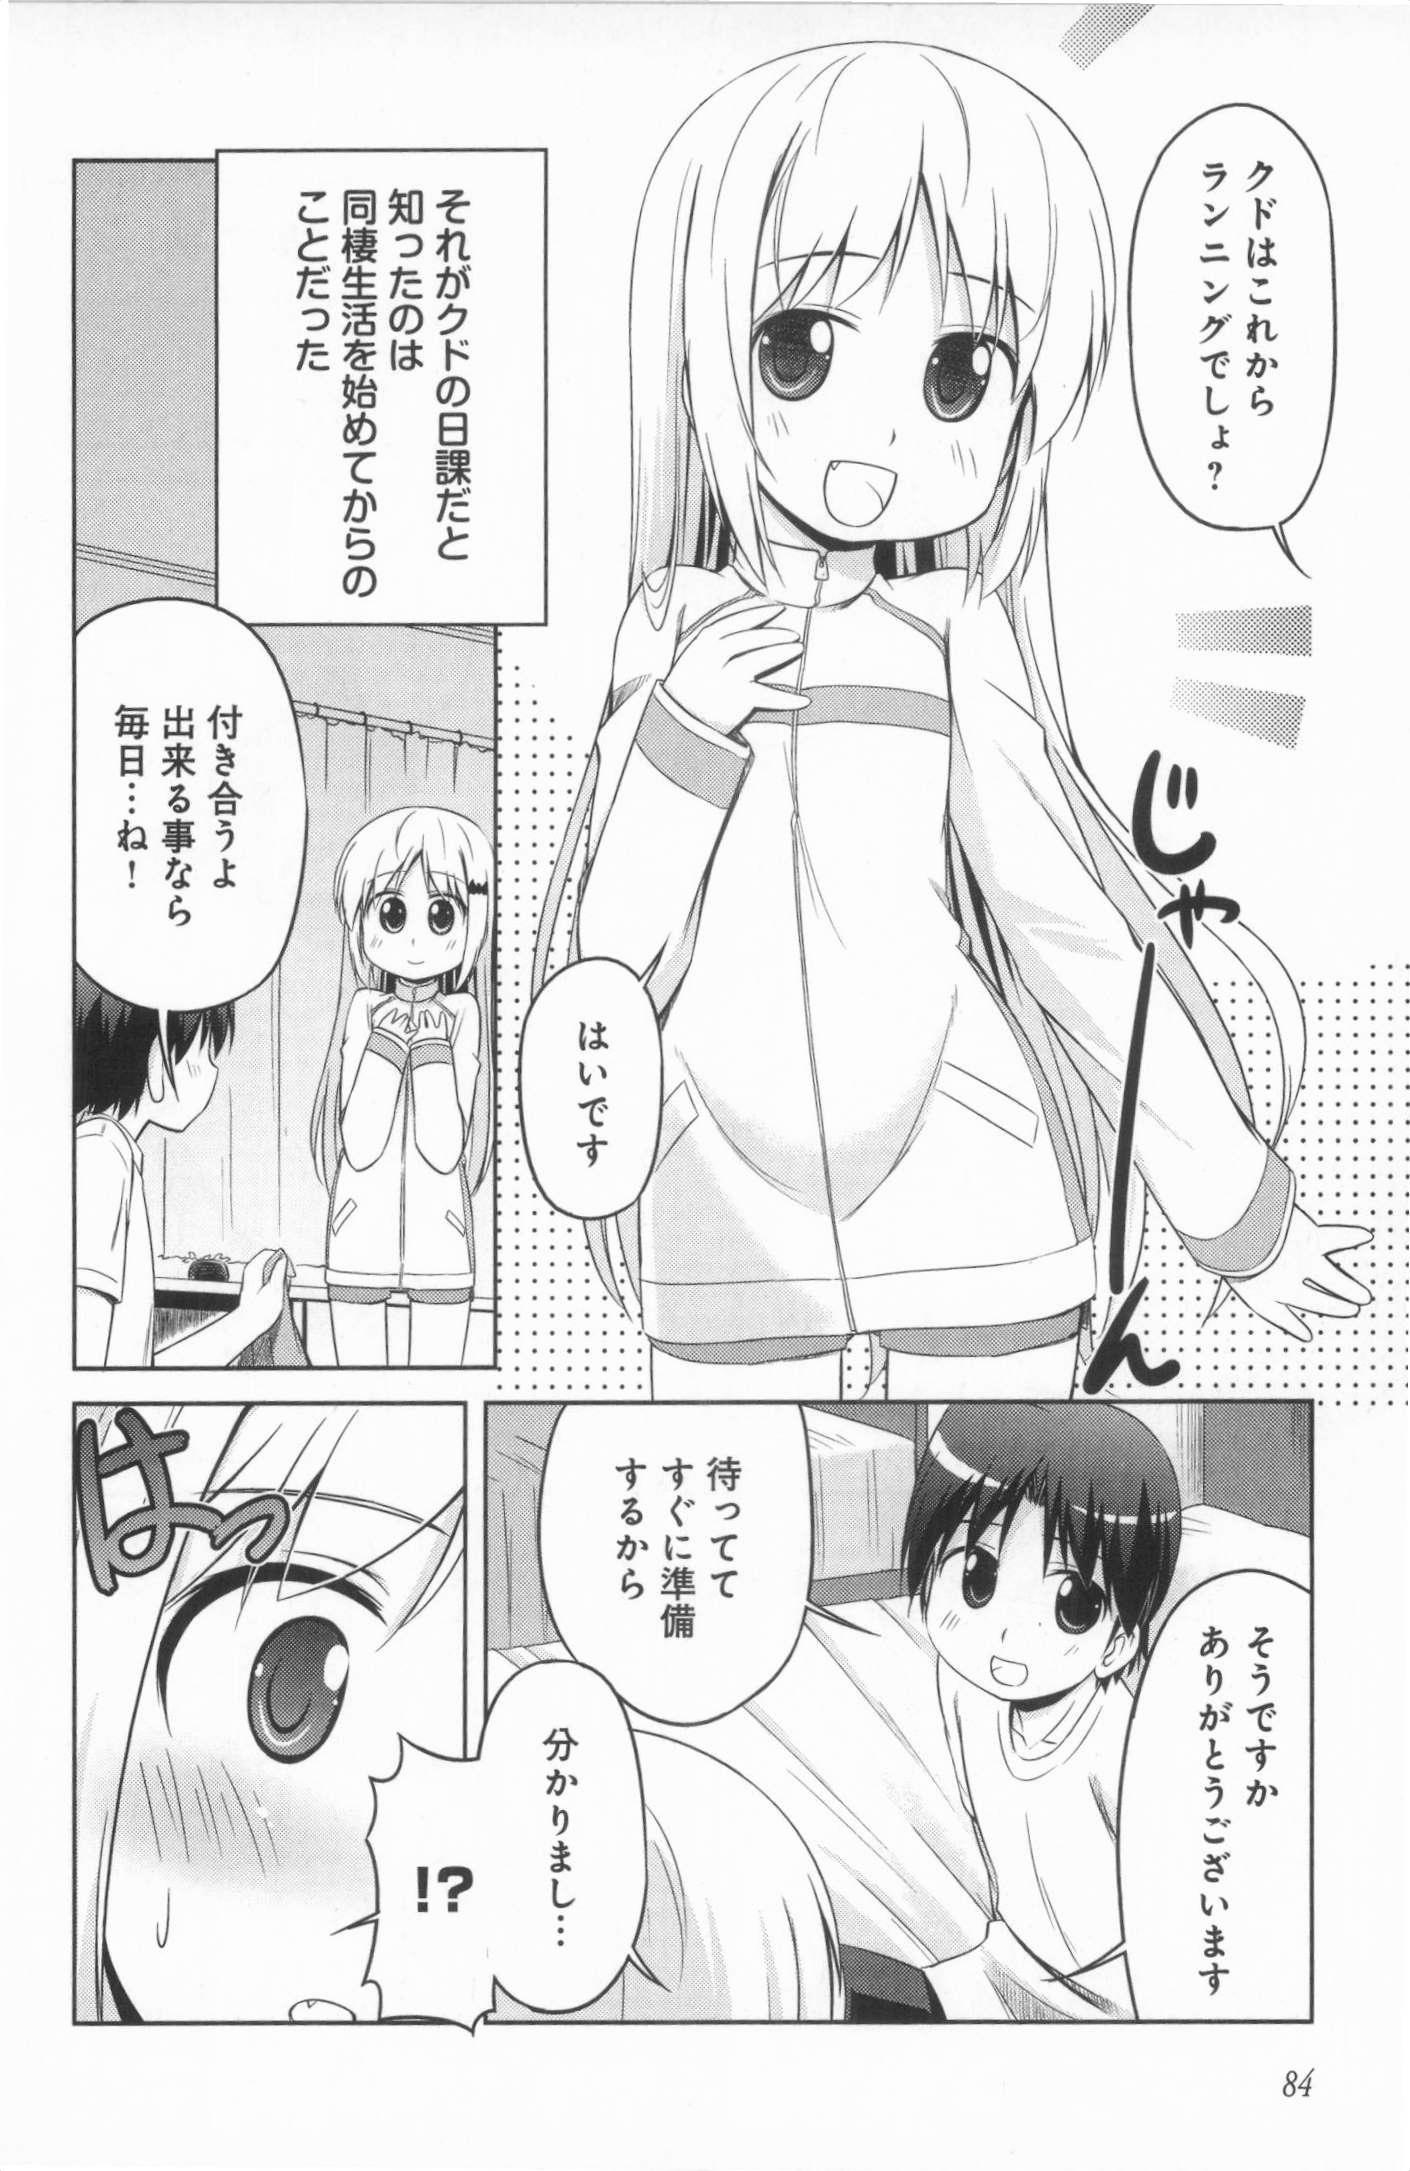 クドはこれから
ランニングでしょ？
じゃーん
はいです
それがクドの日課だと
知ったのは
同棲生活を始めてからの
ことだった
付き合うよ
出来る事なら
毎日…ね！
そうですか
ありがとうございます
待ってて
すぐに準備
するから
分かりまし…
!?
はっ
84